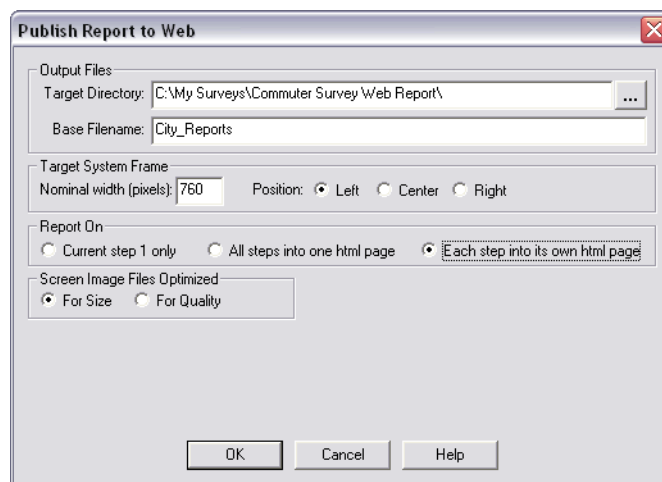 Publish Report to Web
Output Files
Target Directory: C:\My Surveys\Commuter Survey Web Report\ ...
Base Filename: City_Reports
Target System Frame
Nominal width (pixels): 760 Position: Left Center Right
Report On
Current step 1 only All steps into one html page Each step into its own html page
Screen Image Files Optimized
For Size For Quality
OK Cancel Help